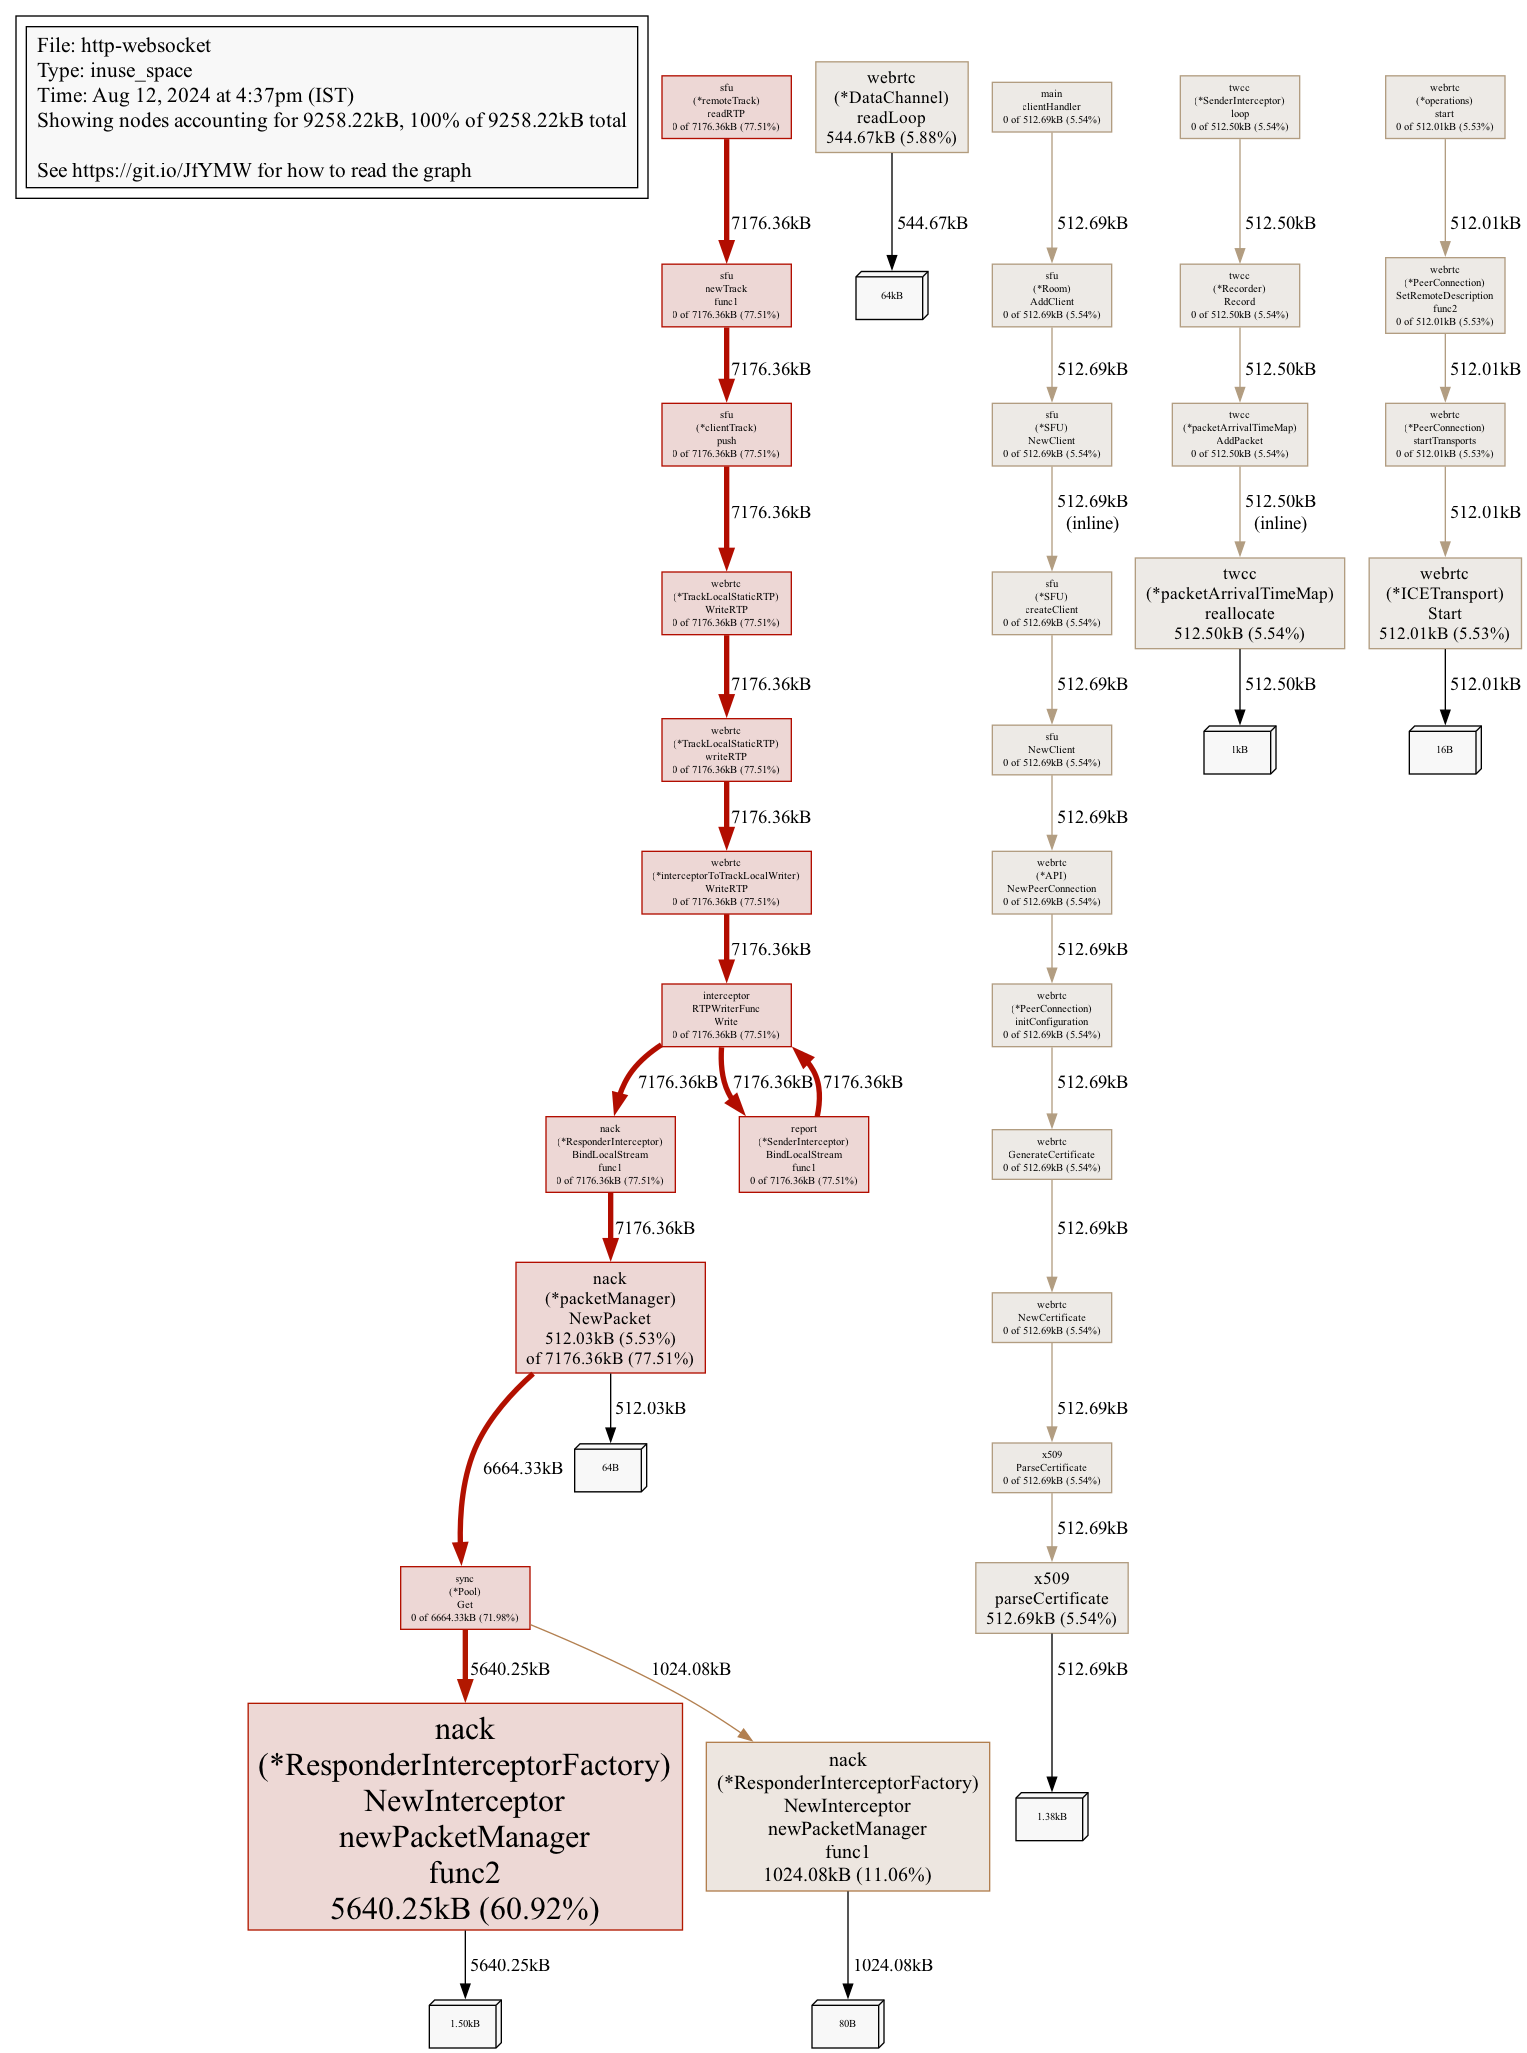 File: http-websocket
Type: inuse_space
Time: Aug 12, 2024 at 4:37pm (IST)
Showing nodes accounting for 9258.22kB, 100% of 9258.22kB total
See https://git.io/JfYMW for how to read the graph
sfu
(*remoteTrack)
readRTP
0 of 7176.36kB (77.51%)
7176.36kB
sfu
newTrack
func1
0 of 7176.36kB (77.51%)
7176.36kB
sfu
(*clientTrack)
push
0 of 7176.36kB (77.51%)
7176.36kB
webrtc
(*TrackLocalStaticRTP)
WriteRTP
0 of 7176.36kB (77.51%)
7176.36kB
webrtc
(*TrackLocalStaticRTP)
writeRTP
0 of 7176.36kB (77.51%)
7176.36kB
webrtc
(*interceptorToTrackLocalWriter)
WriteRTP
0 of 7176.36kB (77.51%)
7176.36kB
interceptor
RTPWriterFunc
Write
0 of 7176.36kB (77.51%)
7176.36kB
7176.36kB
7176.36kB
nack
(*ResponderInterceptor)
BindLocalStream
func1
0 of 7176.36kB (77.51%)
report
(*SenderInterceptor)
BindLocalStream
func1
0 of 7176.36kB (77.51%)
7176.36kB
nack
(*packetManager)
NewPacket
512.03kB (5.53%)
of 7176.36kB (77.51%)
512.03kB
64B
6664.33kB
sync
(*Pool)
Get
0 of 6664.33kB (71.98%)
5640.25kB
1024.08kB
nack
(*ResponderInterceptorFactory)
NewInterceptor
newPacketManager
func2
5640.25kB (60.92%)
5640.25kB
1.50kB
nack
(*ResponderInterceptorFactory)
NewInterceptor
newPacketManager
func1
1024.08kB (11.06%)
1024.08kB
80B
webrtc
(*DataChannel)
readLoop
544.67kB (5.88%)
544.67kB
64kB
main
clientHandler
0 of 512.69kB (5.54%)
512.69kB
sfu
(*Room)
AddClient
0 of 512.69kB (5.54%)
512.69kB
sfu
(*SFU)
NewClient
0 of 512.69kB (5.54%)
512.69kB
(inline)
sfu
(*SFU)
createClient
0 of 512.69kB (5.54%)
512.69kB
sfu
NewClient
0 of 512.69kB (5.54%)
512.69kB
webrtc
(*API)
NewPeerConnection
0 of 512.69kB (5.54%)
512.69kB
webrtc
(*PeerConnection)
initConfiguration
0 of 512.69kB (5.54%)
512.69kB
webrtc
GenerateCertificate
0 of 512.69kB (5.54%)
512.69kB
webrtc
NewCertificate
0 of 512.69kB (5.54%)
512.69kB
x509
ParseCertificate
0 of 512.69kB (5.54%)
512.69kB
x509
parseCertificate
512.69kB (5.54%)
512.69kB
1.38kB
twcc
(*SenderInterceptor)
loop
0 of 512.50kB (5.54%)
512.50kB
twcc
(*Recorder)
Record
0 of 512.50kB (5.54%)
512.50kB
twcc
(*packetArrivalTimeMap)
AddPacket
0 of 512.50kB (5.54%)
512.50kB
(inline)
twcc
(*packetArrivalTimeMap)
reallocate
512.50kB (5.54%)
512.50kB
1kB
webrtc
(*operations)
start
0 of 512.01kB (5.53%)
512.01kB
webrtc
(*PeerConnection)
SetRemoteDescription
func2
0 of 512.01kB (5.53%)
512.01kB
webrtc
(*PeerConnection)
startTransports
0 of 512.01kB (5.53%)
512.01kB
webrtc
(*ICETransport)
Start
512.01kB (5.53%)
512.01kB
16B